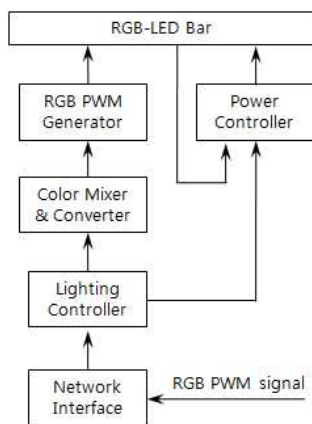 RGB-LED Bar
RGB PWM
Generator
Power
Controller
Color Mixer
& Converter
Lighting
Controller
Network
Interface
RGB PWM signal